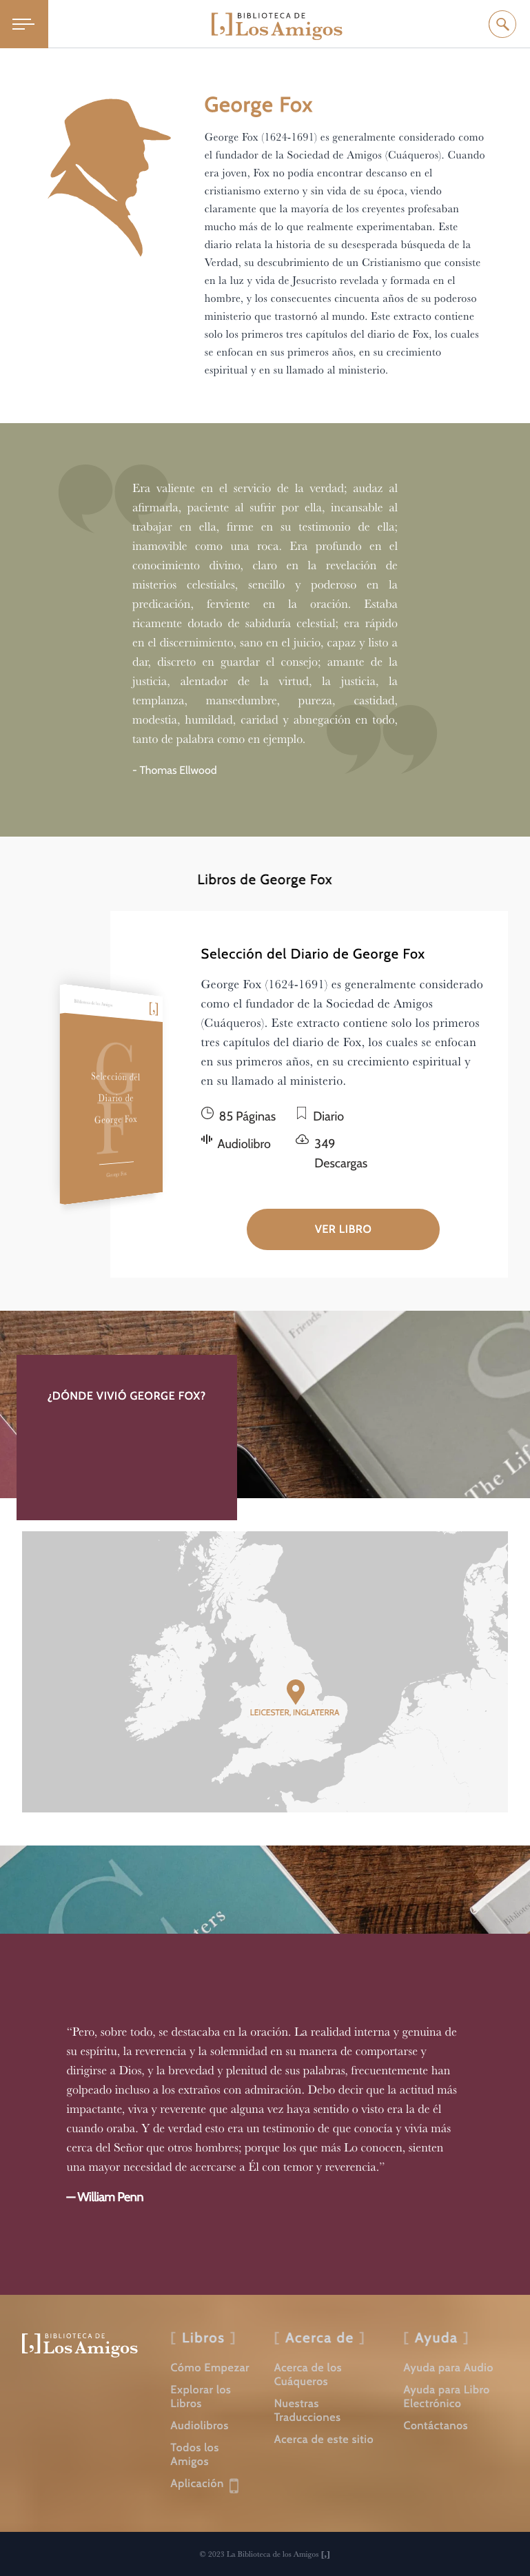 BIBLIOTECA DE
[,] Los Amigos
George Fox
George Fox (1624-1691) es generalmente considerado como
el fundador de la Sociedad de Amigos (Cuáqueros). Cuando
era joven, Fox no podía encontrar descanso en el
cristianismo externo y sin vida de su época, viendo
claramente que la mayoría de los creyentes profesaban
mucho más de lo que realmente experimentaban. Este
diario relata la historia de su desesperada búsqueda de la
Verdad, su descubrimiento de un Cristianismo que consiste
en la luz y vida de Jesucristo revelada y formada en el
hombre, y los consecuentes cincuenta años de su poderoso
ministerio que trastornó al mundo. Este extracto contiene
solo los primeros tres capítulos del diario de Fox, los cuales
se enfocan en sus primeros años, en su crecimiento
espiritual y en su llamado al ministerio.
Era valiente en el servicio de la verdad; audaz al
afirmarla, paciente al sufrir por ella, incansable al
trabajar en ella, firme en su testimonio de ella;
inamovible como una roca. Era profundo en el
conocimiento divino, claro en la revelación de
misterios celestiales, sencillo y poderoso en la
predicación, ferviente en la oración. Estaba
ricamente dotado de sabiduría celestial; era rápido
en el discernimiento, sano en el juicio, capaz y listo a
dar, discreto en guardar el consejo; amante de la
justicia, alentador de la virtud, la justicia, la
templanza, mansedumbre, pureza, castidad,
modestia, humildad, caridad y abnegación en todo,
tanto de palabra como en ejemplo.
- Thomas Ellwood
Libros de George Fox
Selección del Diario de George Fox
George Fox (1624-1691) es generalmente considerado
como el fundador de la Sociedad de Amigos
(Cuáqueros). Este extracto contiene solo los primeros
tres capítulos del diario de Fox, los cuales se enfocan
en sus primeros años, en su crecimiento espiritual y
en su llamado al ministerio.
Biblioteca de los Amigos
[,]
GF
Selección del
Diario de
George Fox
George Fox
85 Páginas
Diario
Audiolibro
349
Descargas
VER LIBRO
Friends
The Lif
¿DÓNDE VIVIÓ GEORGE FOX?
LEICESTER, INGLATERRA
ters
“Pero, sobre todo, se destacaba en la oración. La realidad interna y genuina de
su espíritu, la reverencia y la solemnidad en su manera de comportarse y
dirigirse a Dios, y la brevedad y plenitud de sus palabras, frecuentemente han
golpeado incluso a los extraños con admiración. Debo decir que la actitud más
impactante, viva y reverente que alguna vez haya sentido o visto era la de él
cuando oraba. Y de verdad esto era un testimonio de que conocía y vivía más
cerca del Señor que otros hombres; porque los que más Lo conocen, sienten
una mayor necesidad de acercarse a Él con temor y reverencia.”
— William Penn
BIBLIOTECA DE
[,] Los Amigos
[ Libros ]
Cómo Empezar
Explorar los
Libros
Audiolibros
Todos los
Amigos
Aplicación
[ Acerca de ]
Acerca de los
Cuáqueros
Nuestras
Traducciones
Acerca de este sitio
[ Ayuda ]
Ayuda para Audio
Ayuda para Libro
Electrónico
Contáctanos
© 2023 La Biblioteca de los Amigos [,]